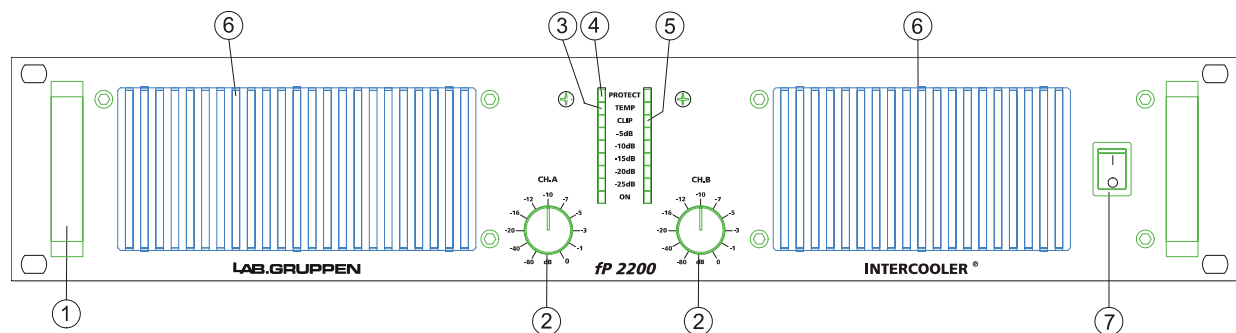 6 3 4 5 6
PROTECT
TEMP
CLIP
-5dB
-10dB
-15dB
-20dB
-25dB
ON
CH.A
-80 -40 -20 -16 -12 -10 -7 -5 -3 -1 0
dB
CH.B
-80 -40 -20 -16 -12 -10 -7 -5 -3 -1 0
dB
I
O
LAB.GRUPPEN
fP 2200
INTERCOOLER ®
1 2 2 7